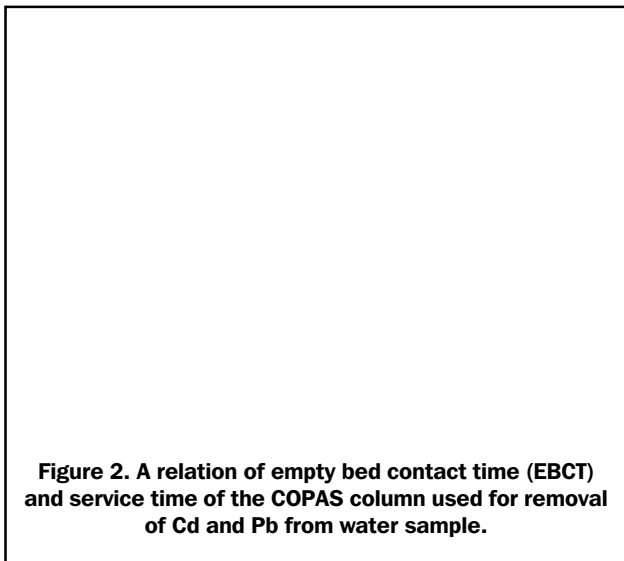 Figure 2. A relation of empty bed contact time (EBCT)
and service time of the COPAS column used for removal
of Cd and Pb from water sample.